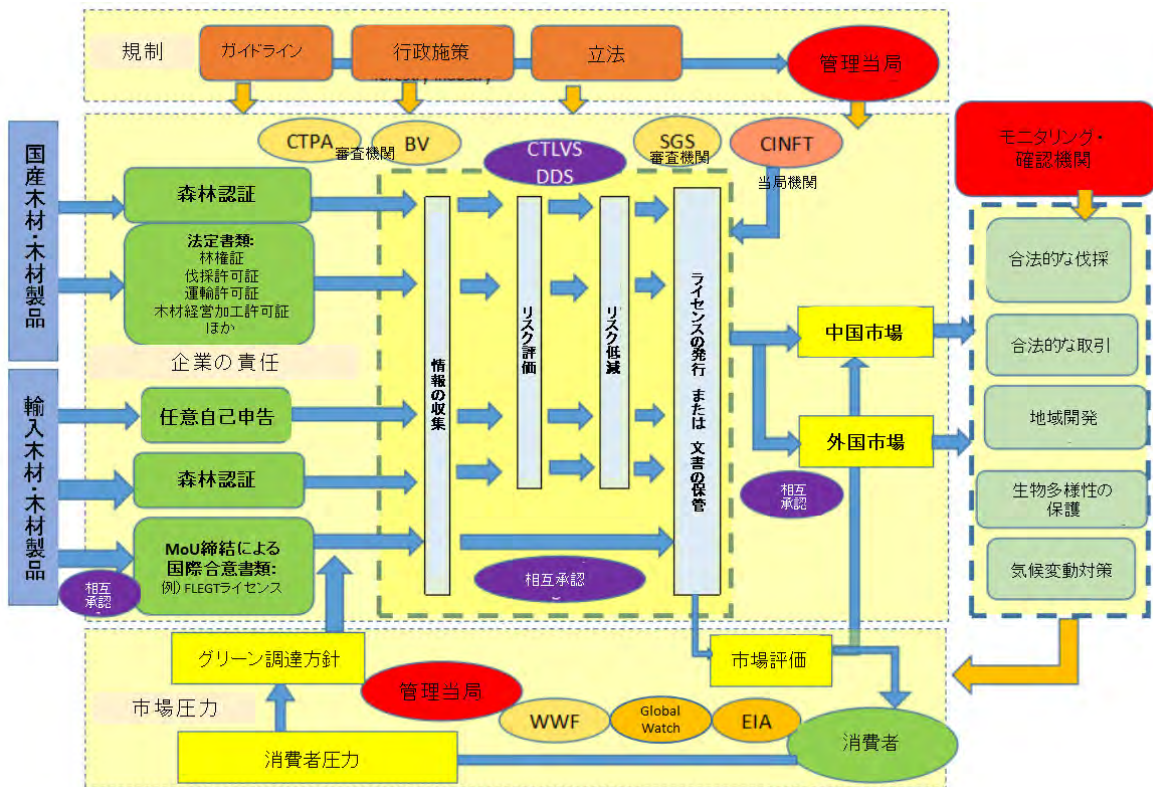 規制
ガイドライン
行政施策
立法
管理当局
forestry industry
国産木材・木材製品
CTPA
審査機関
BV
CTLVS
DDS
SGS
審査機関
CINFT
当局機関
モニタリング・
確認機関
森林認証
法定書類:
林権証
伐採許可証
運輸許可証
木材経営加工許可証
ほか
企業の責任
情報の収集
リスク評価
リスク低減
ライセンスの発行 または 文書の保管
中国市場
外国市場
相互
承認
合法的な伐採
合法的な取引
地域開発
生物多様性の
保護
気候変動対策
輸入木材・木材製品
任意自己申告
森林認証
MoU締結による
国際合意書類:
(例) FLEGTライセンス
相互
承認
相互承認
グリーン調達方針
市場評価
市場圧力
管理当局
WWF
Global
Watch
EIA
消費者
消費者圧力